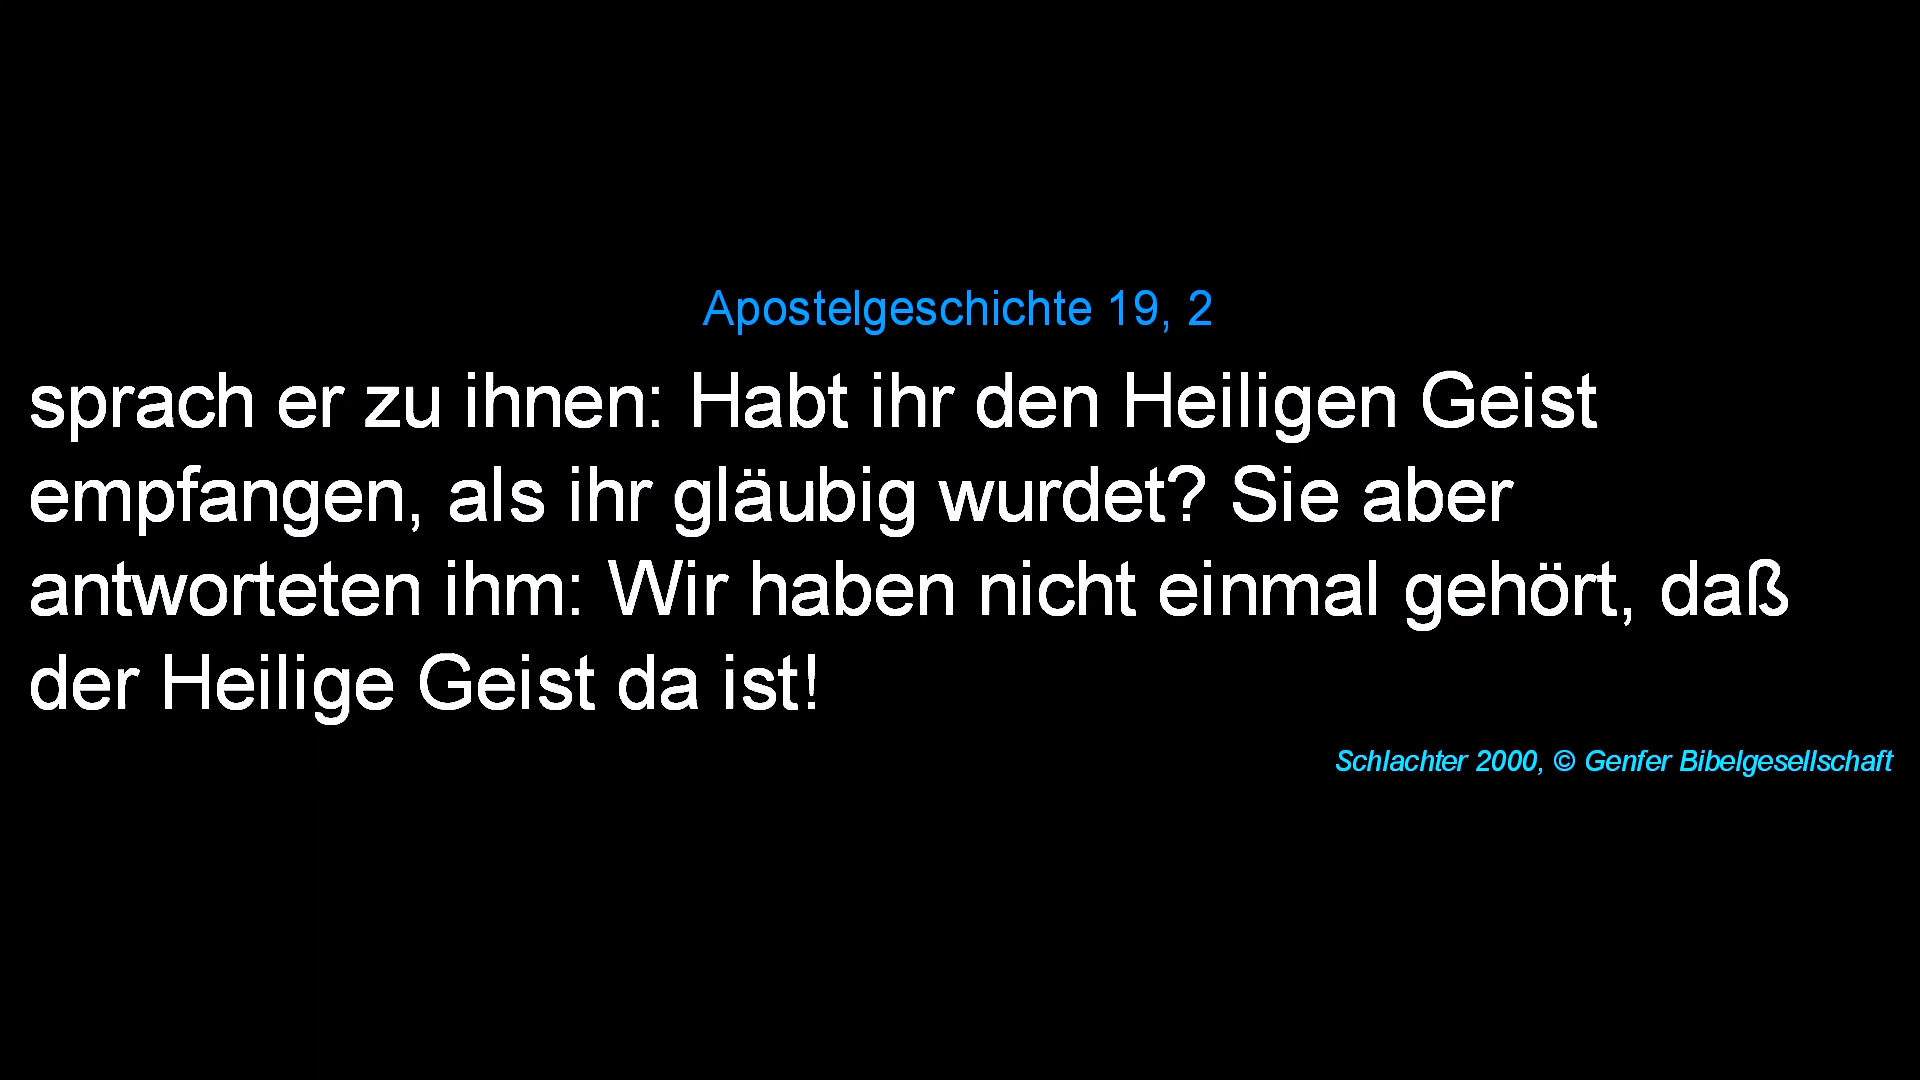 Apostelgeschichte 19, 2
sprach er zu ihnen: Habt ihr den Heiligen Geist
empfangen, als ihr gläubig wurdet? Sie aber
antworteten ihm: Wir haben nicht einmal gehört, daß
der Heilige Geist da ist!
Schlachter 2000, © Genfer Bibelgesellschaft